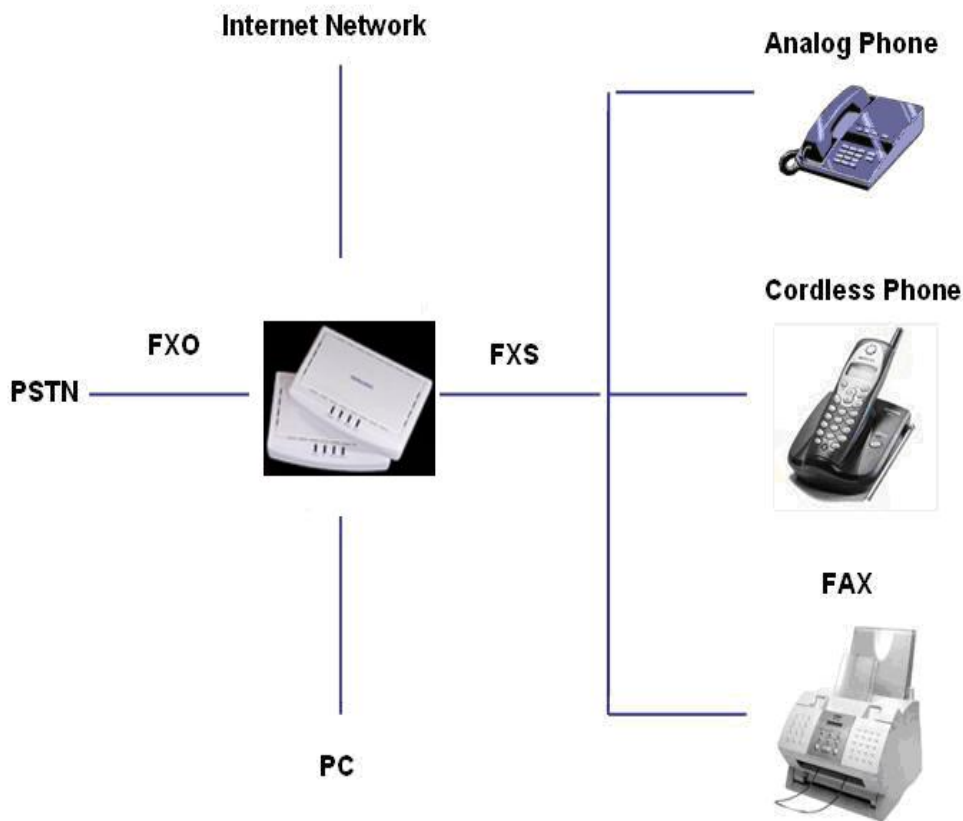 Internet Network
Analog Phone
Cordless Phone
FXO
FXS
PSTN
FAX
PC